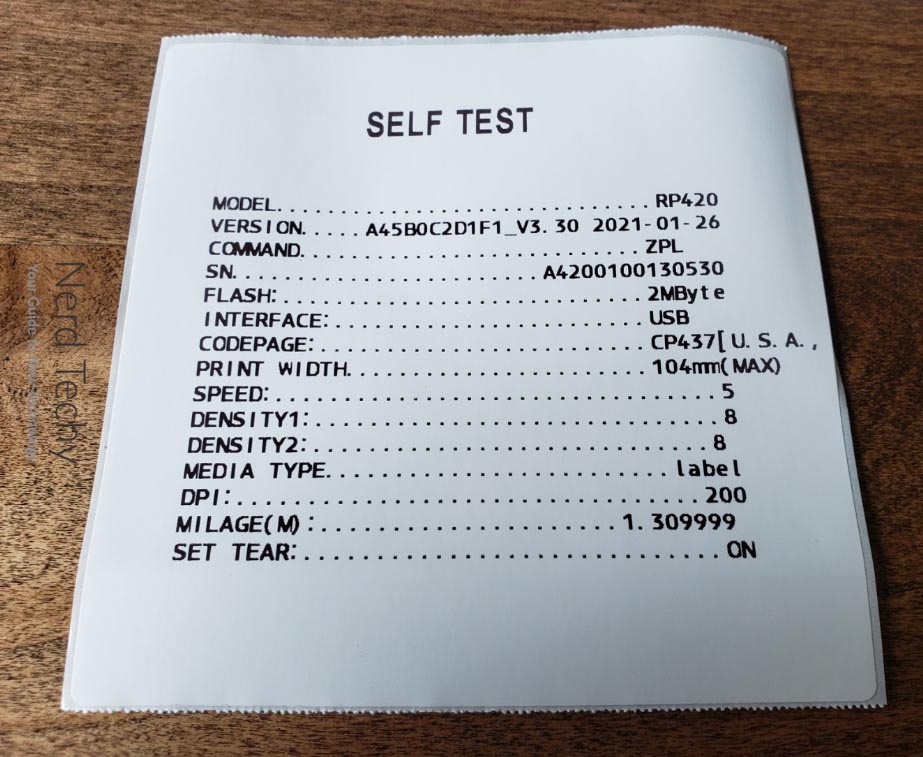 SELF TEST
MODEL. . . . . . . . . . . . . . . . . . . . . . . . . . . . . . RP420
VERSION. . . . . A45B0C2D1F1_V3. 30 2021-01-26
COMMAND. . . . . . . . . . . . . . . . . . . . . . . . . . . ZPL
SN. . . . . . . . . . . . . . . . . . . . . . . A4200100130530
FLASH:. . . . . . . . . . . . . . . . . . . . . . . . . . . . 2MByte
INTERFACE:. . . . . . . . . . . . . . . . . . . . . . . . USB
CODEPAGE:. . . . . . . . . . . . . . . . . . . . . . . . CP437[U. S. A. ,
PRINT WIDTH. . . . . . . . . . . . . . . . . . . . . . . 104mm(MAX)
SPEED:. . . . . . . . . . . . . . . . . . . . . . . . . . . . . . . . . 5
DENSITY1:. . . . . . . . . . . . . . . . . . . . . . . . . . . . . . 8
DENSITY2:. . . . . . . . . . . . . . . . . . . . . . . . . . . . . 8
MEDIA TYPE. . . . . . . . . . . . . . . . . . . . . . . . . . label
DPI:. . . . . . . . . . . . . . . . . . . . . . . . . . . . . . . . . . 200
MILAGE(M) :. . . . . . . . . . . . . . . . . . . . . . 1. 309999
SET TEAR:. . . . . . . . . . . . . . . . . . . . . . . . . . . . . . . ON
Nerd Techy